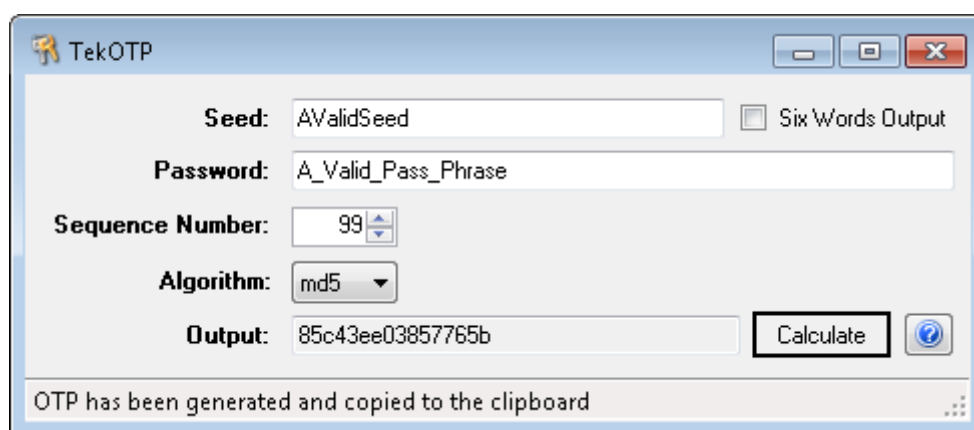 TekOTP
Seed: AValidSeed Six Words Output
Password: A_Valid_Pass_Phrase
Sequence Number: 99
Algorithm: md5
Output: 85c43ee03857765b Calculate
OTP has been generated and copied to the clipboard